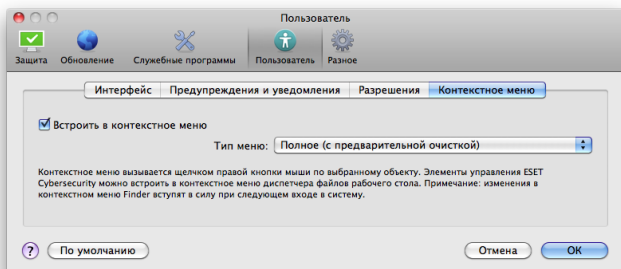 Пользователь
Защита Обновление Служебные программы Пользователь Разное
Интерфейс Предупреждения и уведомления Разрешения Контекстное меню
Встроить в контекстное меню
Тип меню: Полное (с предварительной очисткой)
Контекстное меню вызывается щелчком правой кнопки мыши по выбранному объекту. Элементы управления ESET
Cybersecurity можно встроить в контекстное меню диспетчера файлов рабочего стола. Примечание: изменения в
контекстном меню Finder вступят в силу при следующем входе в систему.
? По умолчанию Отмена ОК